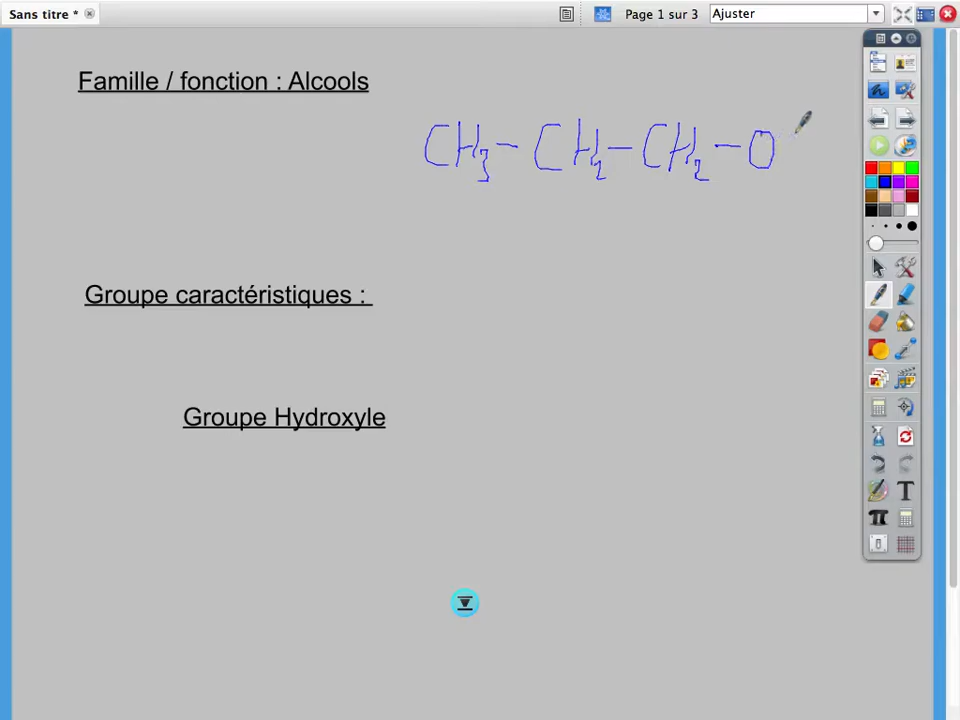 Sans titre *
Page 1 sur 3
Ajuster
Famille / fonction : Alcools
CH3-CH2-CH2-O
Groupe caractéristiques :
Groupe Hydroxyle